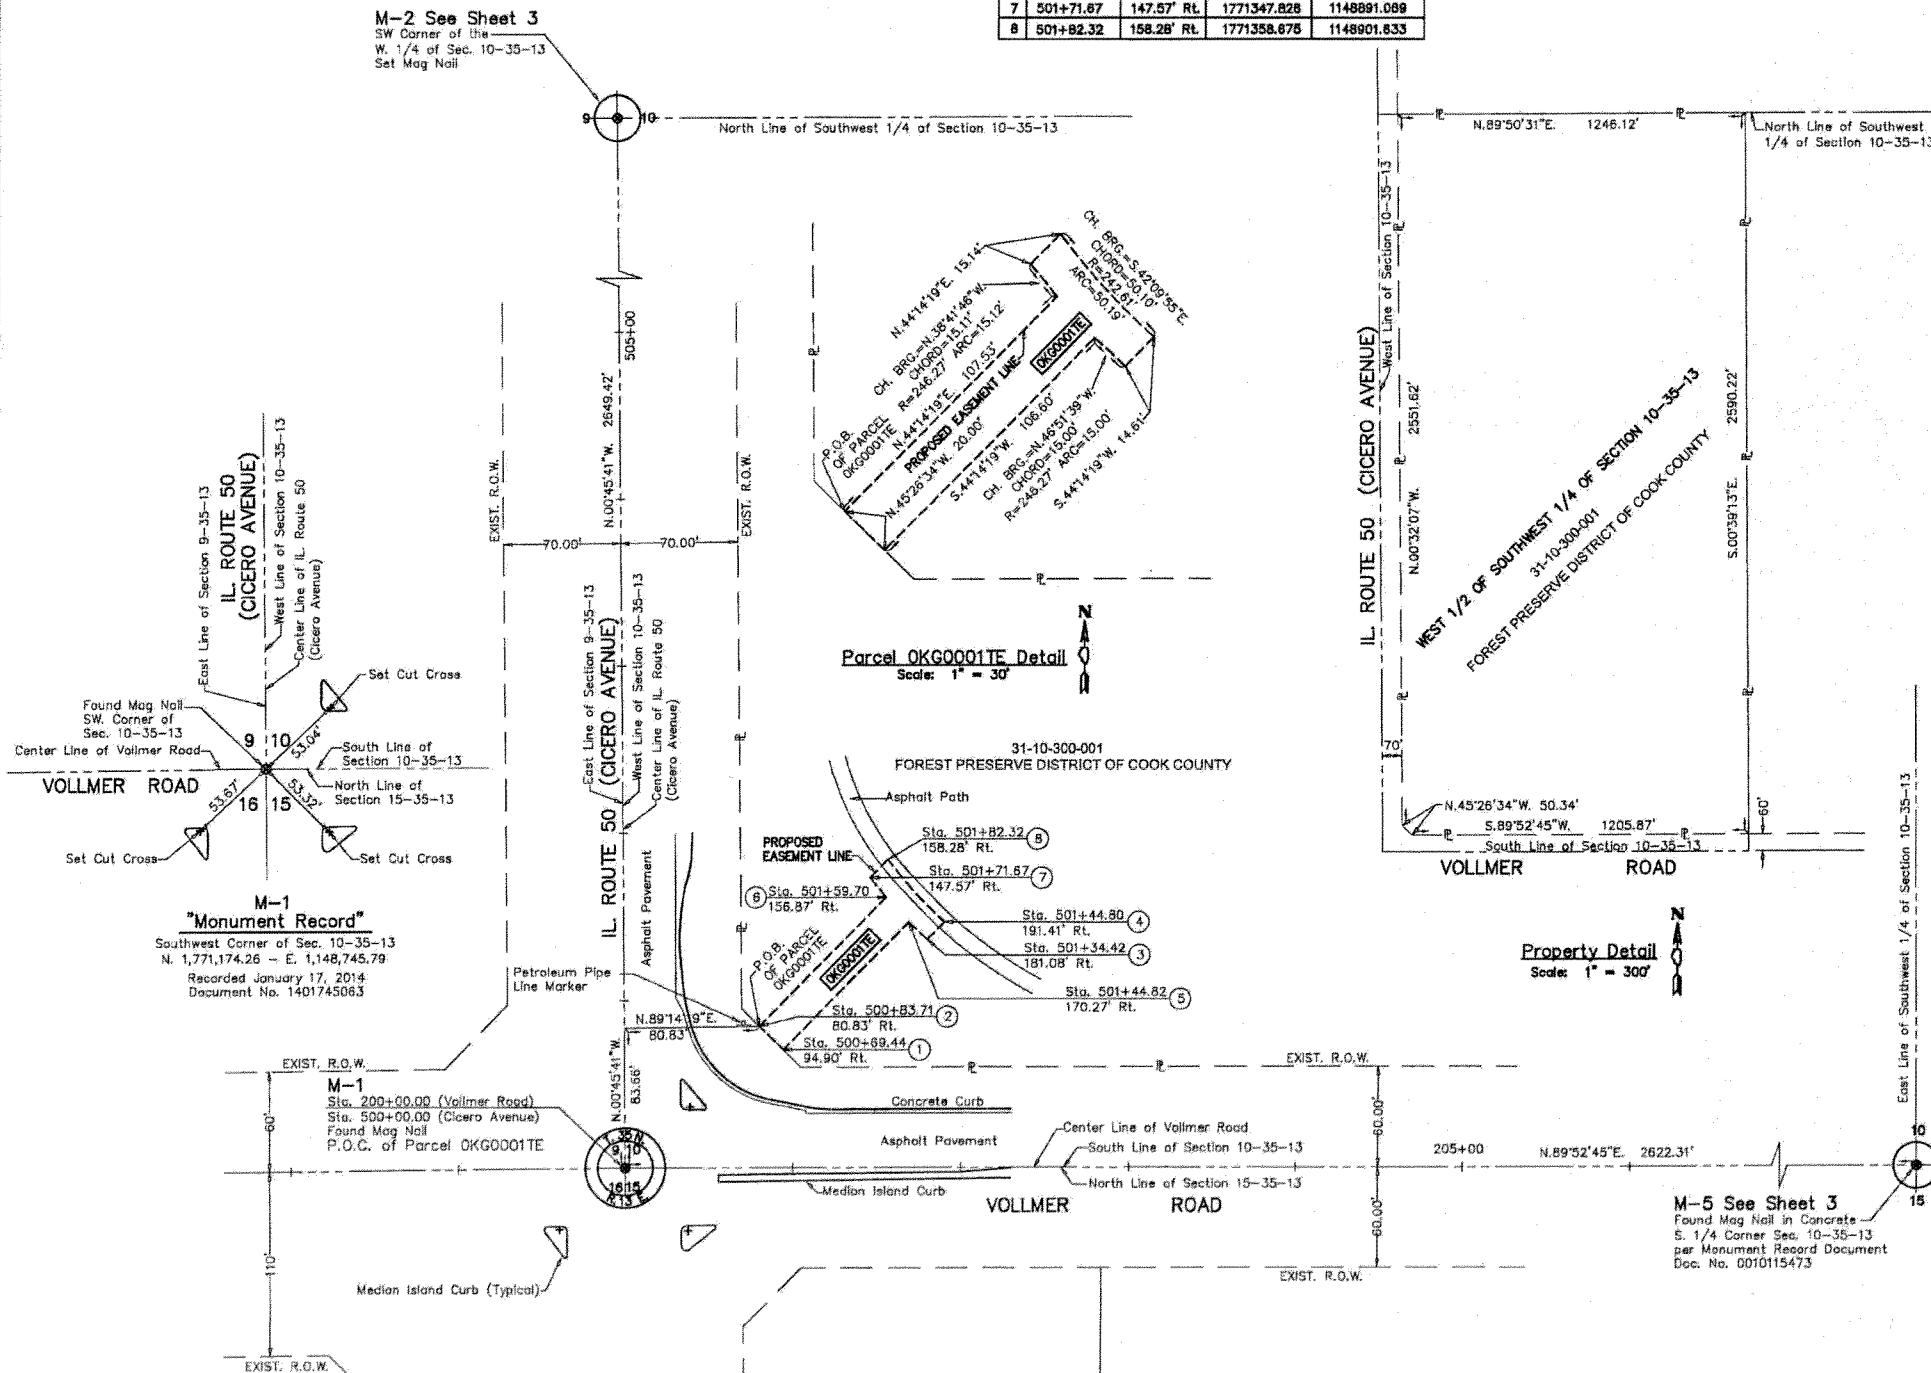 M-2 See Sheet 3
SW Corner of the
W. 1/4 of Sec. 10-35-13
Set Mag Nail
7 501+71.67 147.57' Rt. 1771347.828 1148891.089
8 501+82.32 158.28' Rt. 1771358.675 1148901.633
9 10
North Line of Southwest 1/4 of Section 10-35-13
505+00
N.00°45'41"W. 2649.42'
EXIST. R.O.W.
EXIST. R.O.W.
70.00'
70.00'
East Line of Section 9-35-13
West Line of Section 10-35-13
Center Line of IL. Route 50
(Cicero Avenue)
IL. ROUTE 50 (CICERO AVENUE)
N.44°14'19"E. 15.14'
CH. BRG.=N.38°41'46"W.
CHORD=15.11'
R=246.27' ARC=15.12'
N.44°14'19"E. 107.53'
PROPOSED EASEMENT LINE
P.O.B.
OF PARCEL
0KG0001TE
N.45°26'34"W. 20.00'
S.44°14'19"W. 106.60'
CH. BRG.=N.46°51'39"W.
CHORD=15.00'
R=246.27' ARC=15.00'
S.44°14'19"W. 14.61'
0KG0001TE
CH. BRG.=S.42°09'55"E.
CHORD=50.10'
R=242.61'
ARC=50.19'
Parcel 0KG0001TE Detail
Scale: 1" = 30'
N
East Line of Section 9-35-13
IL. ROUTE 50
(CICERO AVENUE)
West Line of Section 10-35-13
Center Line of IL. Route 50
(Cicero Avenue)
Set Cut Cross
Found Mag Nail
SW. Corner of
Sec. 10-35-13
Center Line of Vollmer Road
9 10
16 15
53.04'
53.67'
53.32'
South Line of
Section 10-35-13
North Line of
Section 15-35-13
VOLLMER ROAD
Set Cut Cross
Set Cut Cross
M-1
"Monument Record"
Southwest Corner of Sec. 10-35-13
N. 1,771,174.26 - E. 1,148,745.79
Recorded January 17, 2014
Document No. 1401745063
31-10-300-001
FOREST PRESERVE DISTRICT OF COOK COUNTY
Asphalt Path
PROPOSED
EASEMENT LINE
Sta. 501+82.32
158.28' Rt.
8
Sta. 501+71.67
147.57' Rt.
7
6
Sta. 501+59.70
156.87' Rt.
Sta. 501+44.80
191.41' Rt.
4
Sta. 501+34.42
181.08' Rt.
3
Sta. 501+44.82
170.27' Rt.
5
Sta. 500+83.71
80.83' Rt.
2
Sta. 500+69.44
94.90' Rt.
1
P.O.B.
OF PARCEL
0KG0001TE
0KG0001TE
Asphalt Pavement
Petroleum Pipe
Line Marker
N.89°14'19"E.
80.83'
N.00°45'41"W.
83.66'
EXIST. R.O.W.
M-1
Sta. 200+00.00 (Vollmer Road)
Sta. 500+00.00 (Cicero Avenue)
Found Mag Nail
P.O.C. of Parcel 0KG0001TE
T. 35 N.
9 10
16 15
R. 13 E.
60'
110'
Concrete Curb
Asphalt Pavement
Median Island Curb
Median Island Curb (Typical)
Center Line of Vollmer Road
South Line of Section 10-35-13
North Line of Section 15-35-13
VOLLMER ROAD
EXIST. R.O.W.
60.00'
60.00'
EXIST. R.O.W.
EXIST. R.O.W.
205+00
N.89°52'45"E. 2622.31'
10
15
M-5 See Sheet 3
Found Mag Nail in Concrete
S. 1/4 Corner Sec. 10-35-13
per Monument Record Document
Doc. No. 0010115473
East Line of Southwest 1/4 of Section 10-35-13
N.89°50'31"E. 1246.12'
North Line of Southwest
1/4 of Section 10-35-13
West Line of Section 10-35-13
IL. ROUTE 50 (CICERO AVENUE)
N.00°32'07"W. 2551.62'
WEST 1/2 OF SOUTHWEST 1/4 OF SECTION 10-35-13
31-10-300-001
FOREST PRESERVE DISTRICT OF COOK COUNTY
S.00°39'13"E. 2590.22'
70'
N.45°26'34"W. 50.34'
S.89°52'45"W. 1205.87'
South Line of Section 10-35-13
60'
VOLLMER ROAD
Property Detail
Scale: 1" = 300'
N